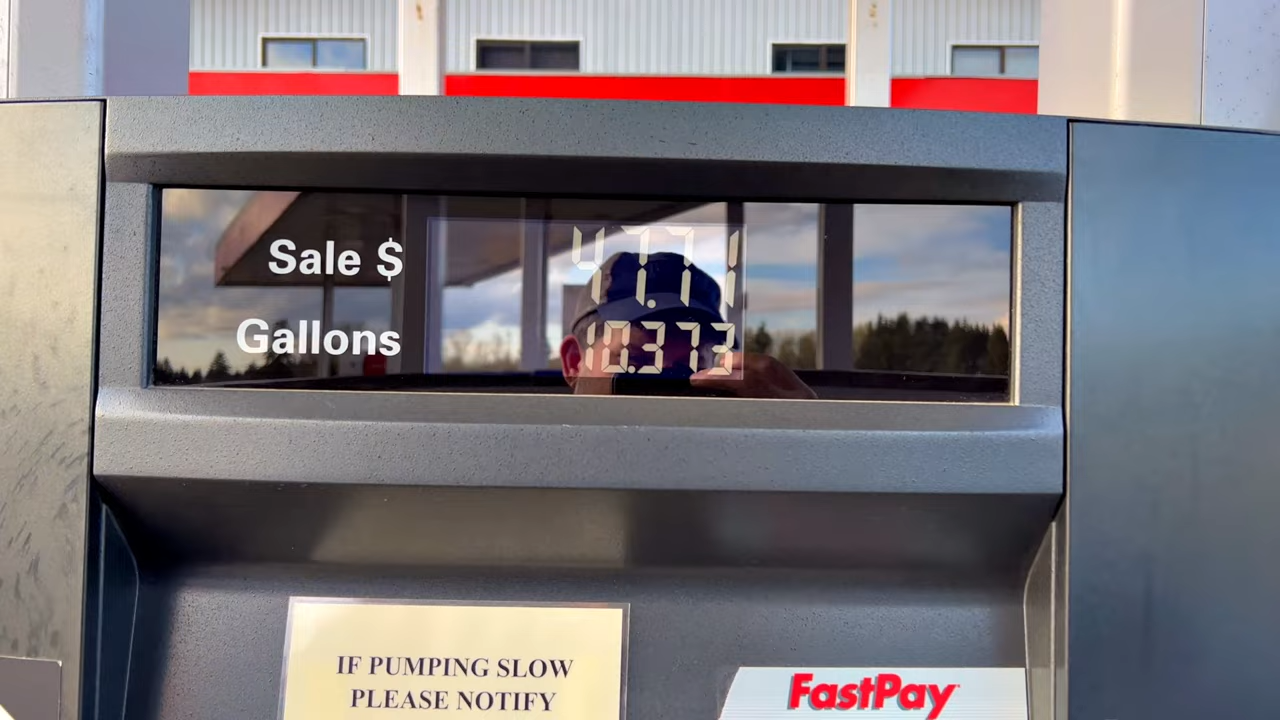 Sale $ 47.71
Gallons 10.373
IF PUMPING SLOW
PLEASE NOTIFY
FastPay